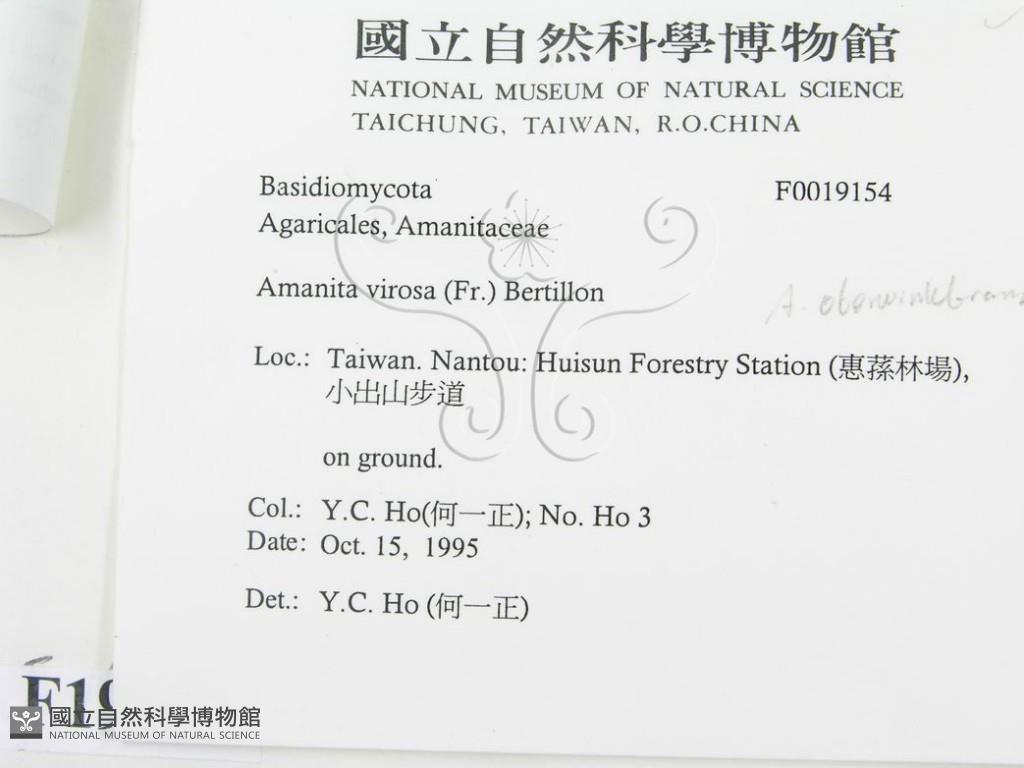 國立自然科學博物館
NATIONAL MUSEUM OF NATURAL SCIENCE
TAICHUNG, TAIWAN, R.O.CHINA
Basidiomycota F0019154
Agaricales, Amanitaceae
Amanita virosa (Fr.) Bertillon
A.
Loc.: Taiwan. Nantou: Huisun Forestry Station (惠蓀林場),
小出山步道
on ground.
Col.: Y.C. Ho(何一正); No. Ho 3
Date: Oct. 15, 1995
Det.: Y.C. Ho (何一正)
F19
國立自然科學博物館
NATIONAL MUSEUM OF NATURAL SCIENCE